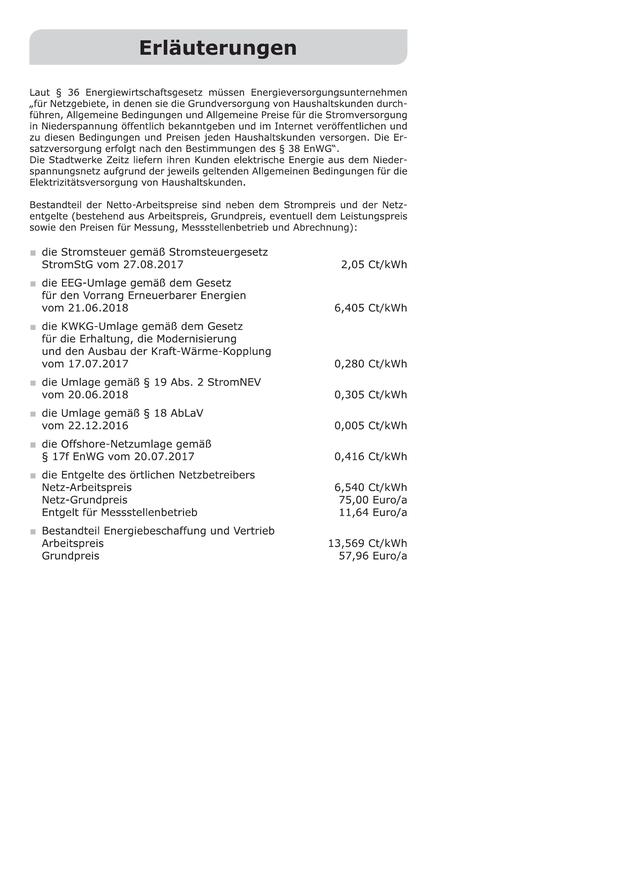 Erläuterungen
Laut § 36 Energiewirtschaftsgesetz müssen Energieversorgungsunternehmen
„für Netzgebiete, in denen sie die Grundversorgung von Haushaltskunden durch-
führen, Allgemeine Bedingungen und Allgemeine Preise für die Stromversorgung
in Niederspannung öffentlich bekanntgeben und im Internet veröffentlichen und
zu diesen Bedingungen und Preisen jeden Haushaltskunden versorgen. Die Er-
satzversorgung erfolgt nach den Bestimmungen des § 38 EnWG“.
Die Stadtwerke Zeitz liefern ihren Kunden elektrische Energie aus dem Nieder-
spannungsnetz aufgrund der jeweils geltenden Allgemeinen Bedingungen für die
Elektrizitätsversorgung von Haushaltskunden.
Bestandteil der Netto-Arbeitspreise sind neben dem Strompreis und der Netz-
entgelte (bestehend aus Arbeitspreis, Grundpreis, eventuell dem Leistungspreis
sowie den Preisen für Messung, Messstellenbetrieb und Abrechnung):
die Stromsteuer gemäß Stromsteuergesetz
StromStG vom 27.08.2017 2,05 Ct/kWh
die EEG-Umlage gemäß dem Gesetz
für den Vorrang Erneuerbarer Energien
vom 21.06.2018 6,405 Ct/kWh
die KWKG-Umlage gemäß dem Gesetz
für die Erhaltung, die Modernisierung
und den Ausbau der Kraft-Wärme-Kopplung
vom 17.07.2017 0,280 Ct/kWh
die Umlage gemäß § 19 Abs. 2 StromNEV
vom 20.06.2018 0,305 Ct/kWh
die Umlage gemäß § 18 AbLaV
vom 22.12.2016 0,005 Ct/kWh
die Offshore-Netzumlage gemäß
§ 17f EnWG vom 20.07.2017 0,416 Ct/kWh
die Entgelte des örtlichen Netzbetreibers
Netz-Arbeitspreis 6,540 Ct/kWh
Netz-Grundpreis 75,00 Euro/a
Entgelt für Messstellenbetrieb 11,64 Euro/a
Bestandteil Energiebeschaffung und Vertrieb
Arbeitspreis 13,569 Ct/kWh
Grundpreis 57,96 Euro/a